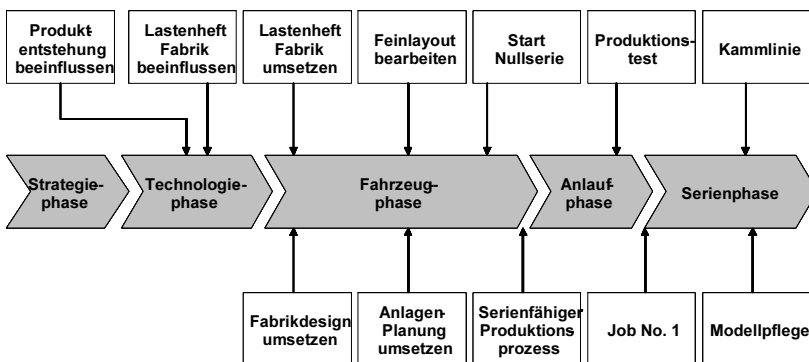 Produkt-
entstehung
beeinflussen
Lastenheft
Fabrik
beeinflussen
Lastenheft
Fabrik
umsetzen
Feinlayout
bearbeiten
Start
Nullserie
Produktions-
test
Kammlinie
Strategie-
phase
Technologie-
phase
Fahrzeug-
phase
Anlauf-
phase
Serienphase
Fabrikdesign
umsetzen
Anlagen-
Planung
umsetzen
Serienfähiger
Produktions
prozess
Job No. 1
Modellpflege